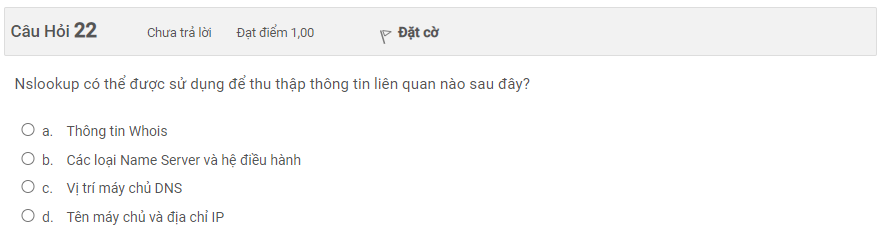 Câu Hỏi 22 Chưa trả lời Đạt điểm 1,00 Đặt cờ
Nslookup có thể được sử dụng để thu thập thông tin liên quan nào sau đây?
a. Thông tin Whois
b. Các loại Name Server và hệ điều hành
c. Vị trí máy chủ DNS
d. Tên máy chủ và địa chỉ IP